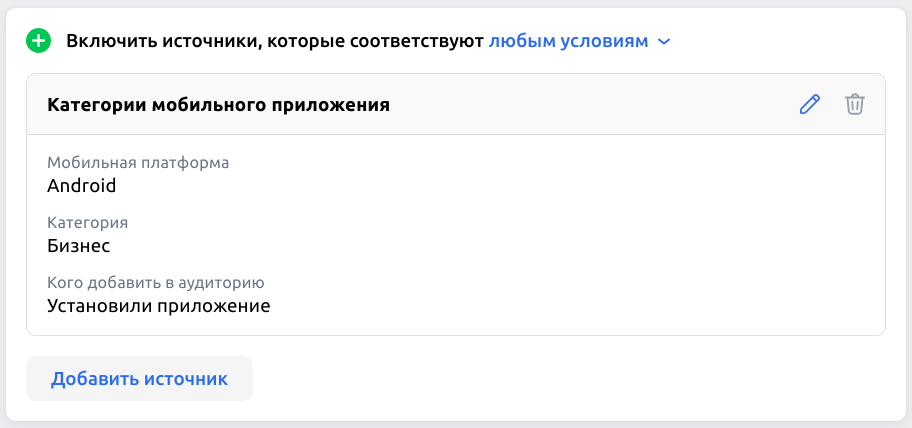 Включить источники, которые соответствуют любым условиям
Категории мобильного приложения
Мобильная платформа
Android
Категория
Бизнес
Кого добавить в аудиторию
Установили приложение
Добавить источник